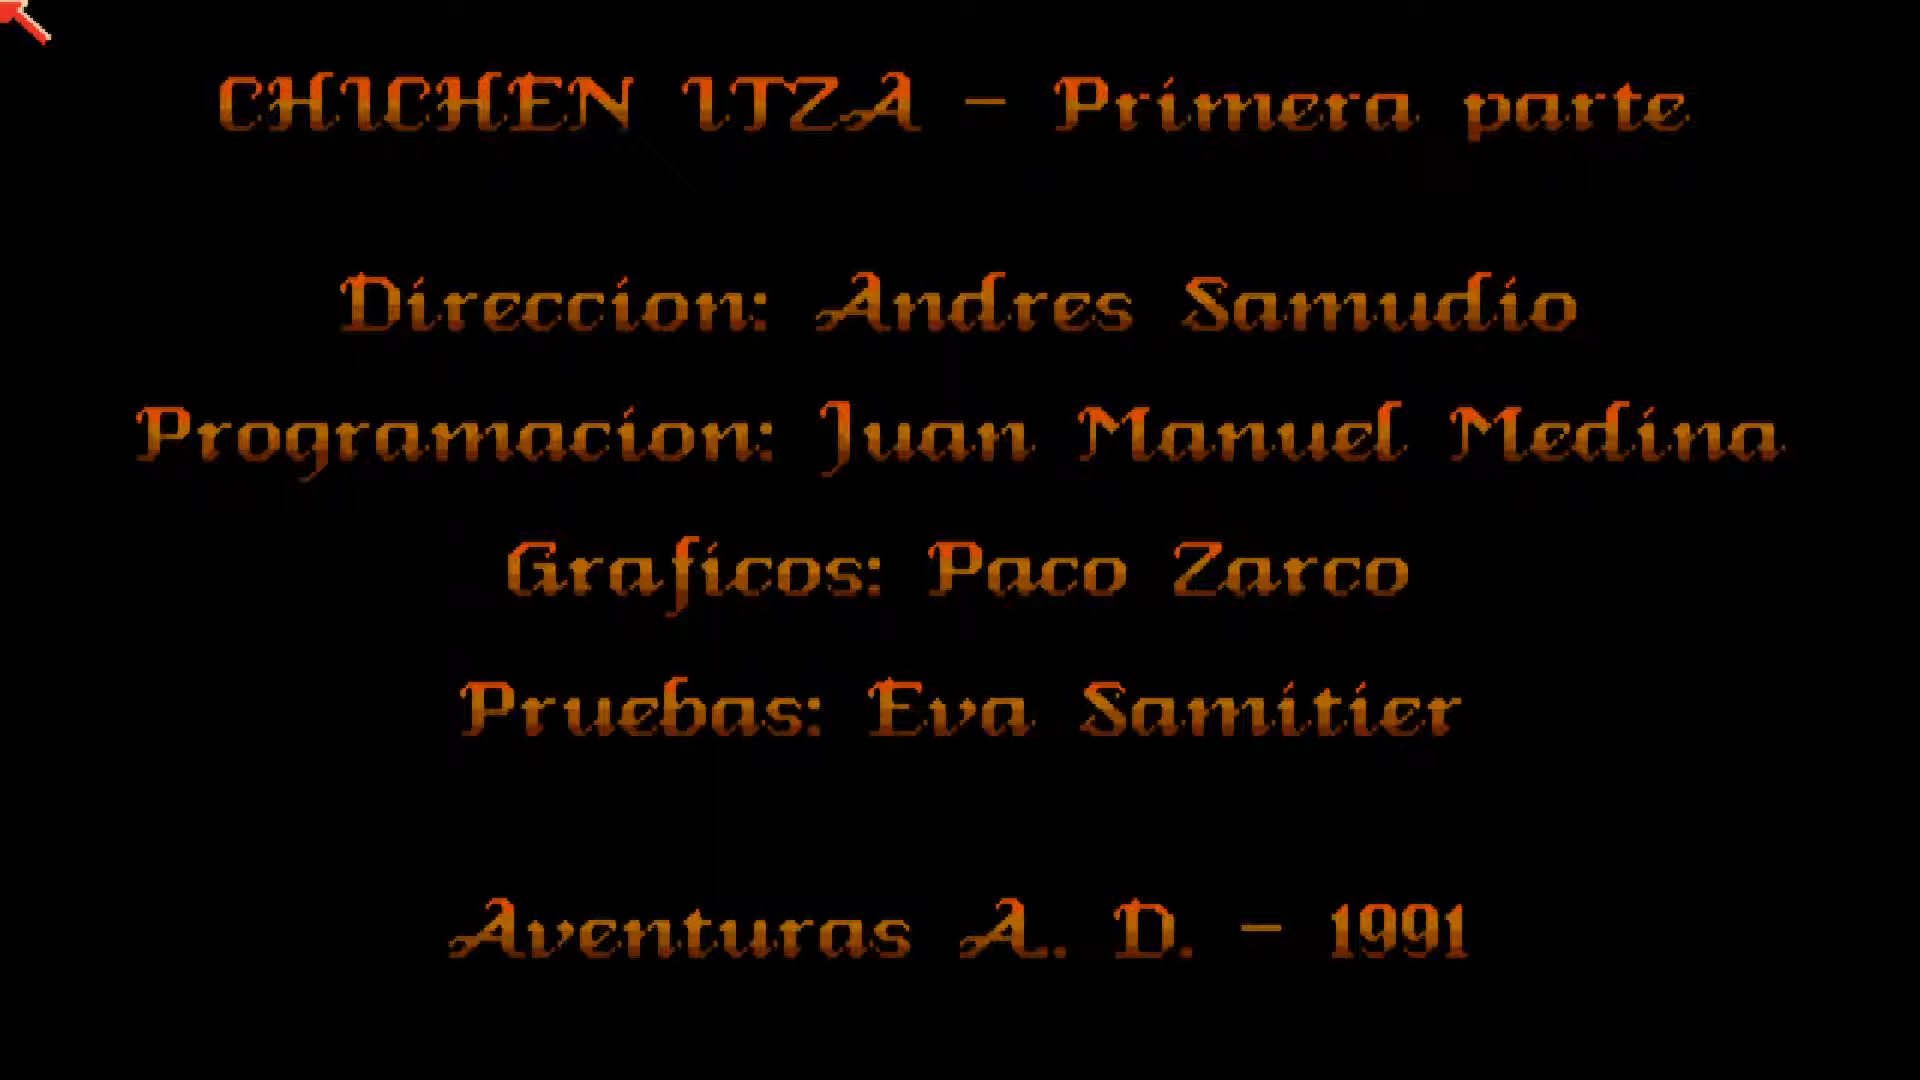 CHICHEN ITZA - Primera parte
Direccion: Andres Samudio
Programacion: Juan Manuel Medina
Graficos: Paco Zarco
Pruebas: Eva Samitier
Aventuras A. D. - 1991